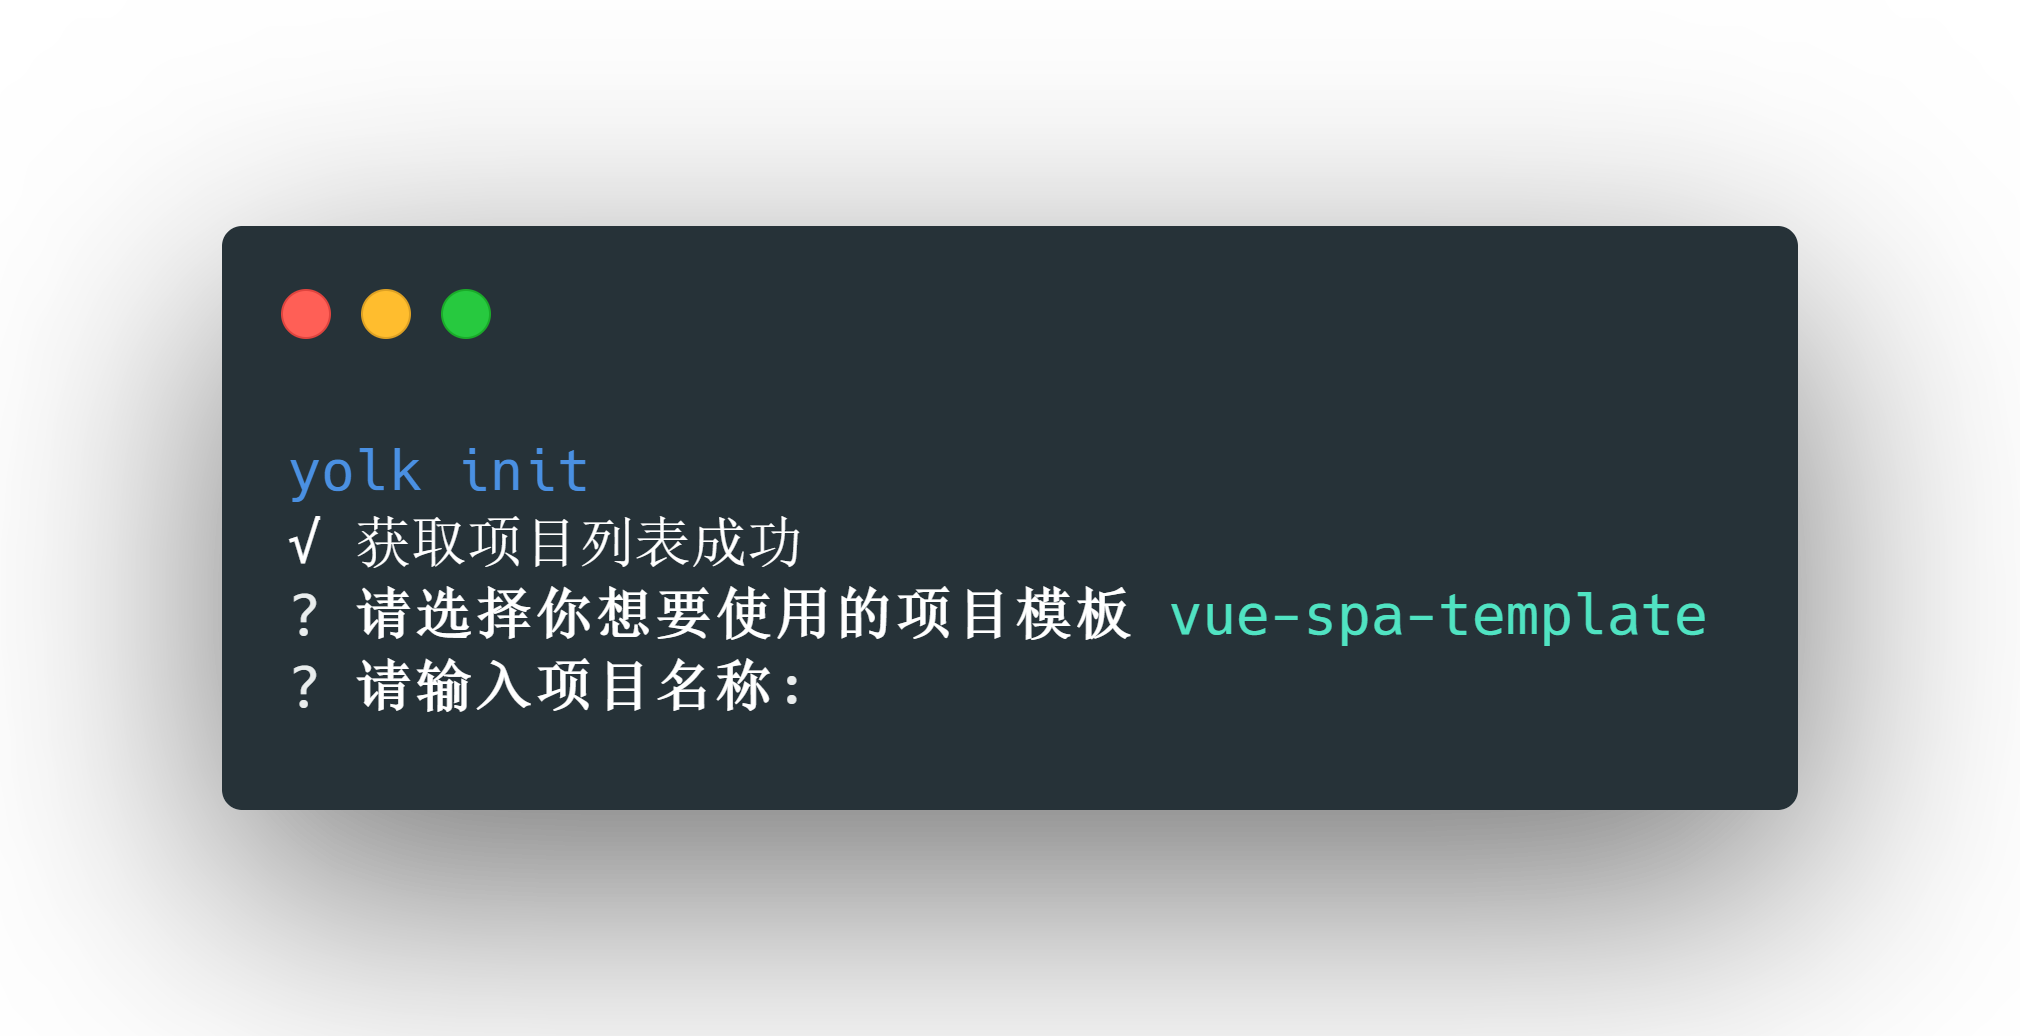 yolk init
√ 获取项目列表成功
? 请选择你想要使用的项目模板 vue-spa-template
? 请输入项目名称: